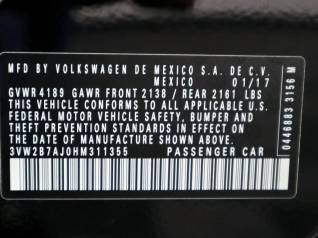 MFD BY VOLKSWAGEN DE MEXICO S.A. DE C.V.
MEXICO 01/17
GVWR 4189 GAWR FRONT 2138 / REAR 2161 LBS
THIS VEHICLE CONFORMS TO ALL APPLICABLE U.S.
FEDERAL MOTOR VEHICLE SAFETY, BUMPER AND
THEFT PREVENTION STANDARDS IN EFFECT ON
THE DATE OF MANUFACTURE SHOWN ABOVE.
3VW2B7AJ0HM311355 PASSENGER CAR
0446883 3156 M